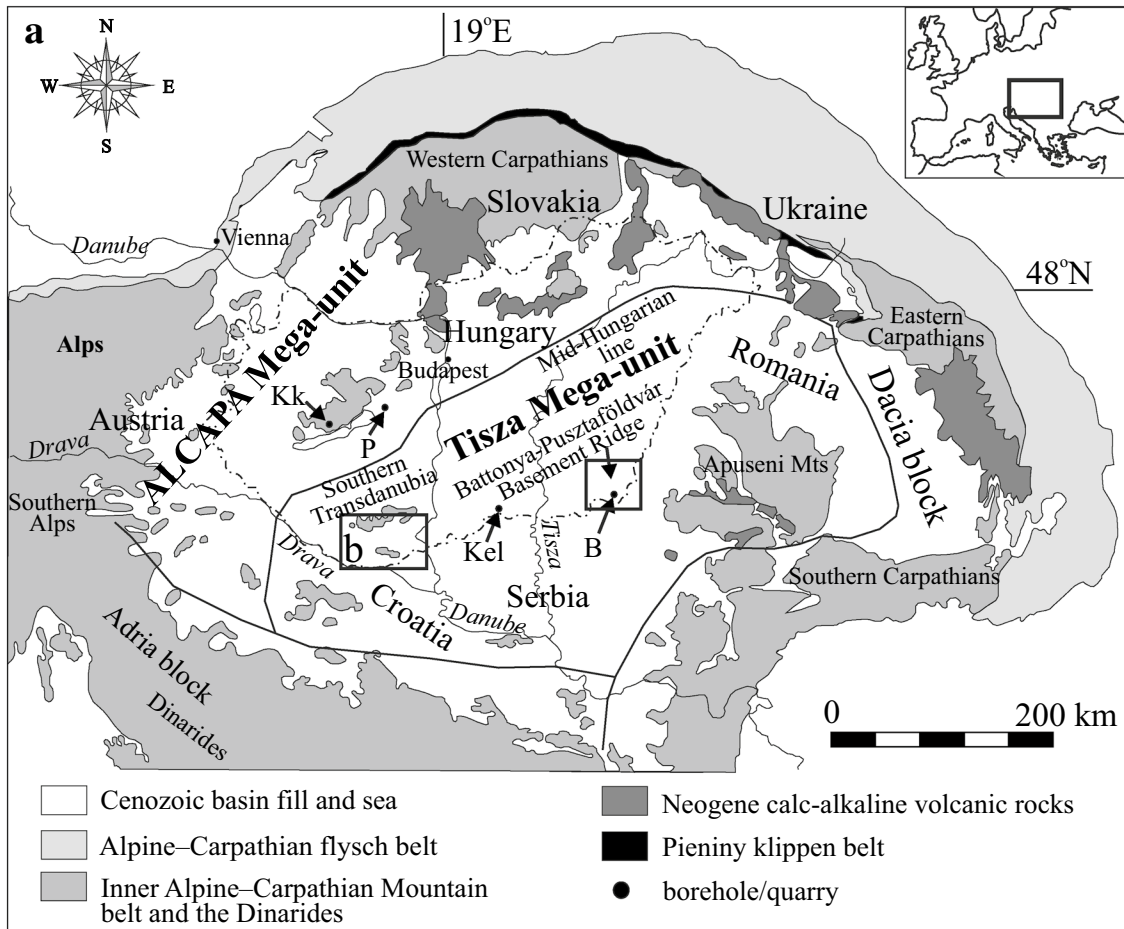 a
N
W
E
S
19°E
Western Carpathians
Slovakia
Ukraine
Danube
Vienna
48°N
Alps
ALCAPA Mega-unit
Hungary
Mid-Hungarian
line
Eastern
Carpathians
Budapest
Tisza Mega-unit
Romania
Dacia block
Kk
P
Austria
Drava
Southern
Alps
Southern
Transdanubia
Battonya-Pusztaföldvár
Basement Ridge
Apuseni Mts
b
Kel
B
Tisza
Drava
Croatia
Danube
Serbia
Southern Carpathians
Adria block
Dinarides
0
200 km
Cenozoic basin fill and sea
Alpine–Carpathian flysch belt
Inner Alpine–Carpathian Mountain
belt and the Dinarides
Neogene calc-alkaline volcanic rocks
Pieniny klippen belt
borehole/quarry